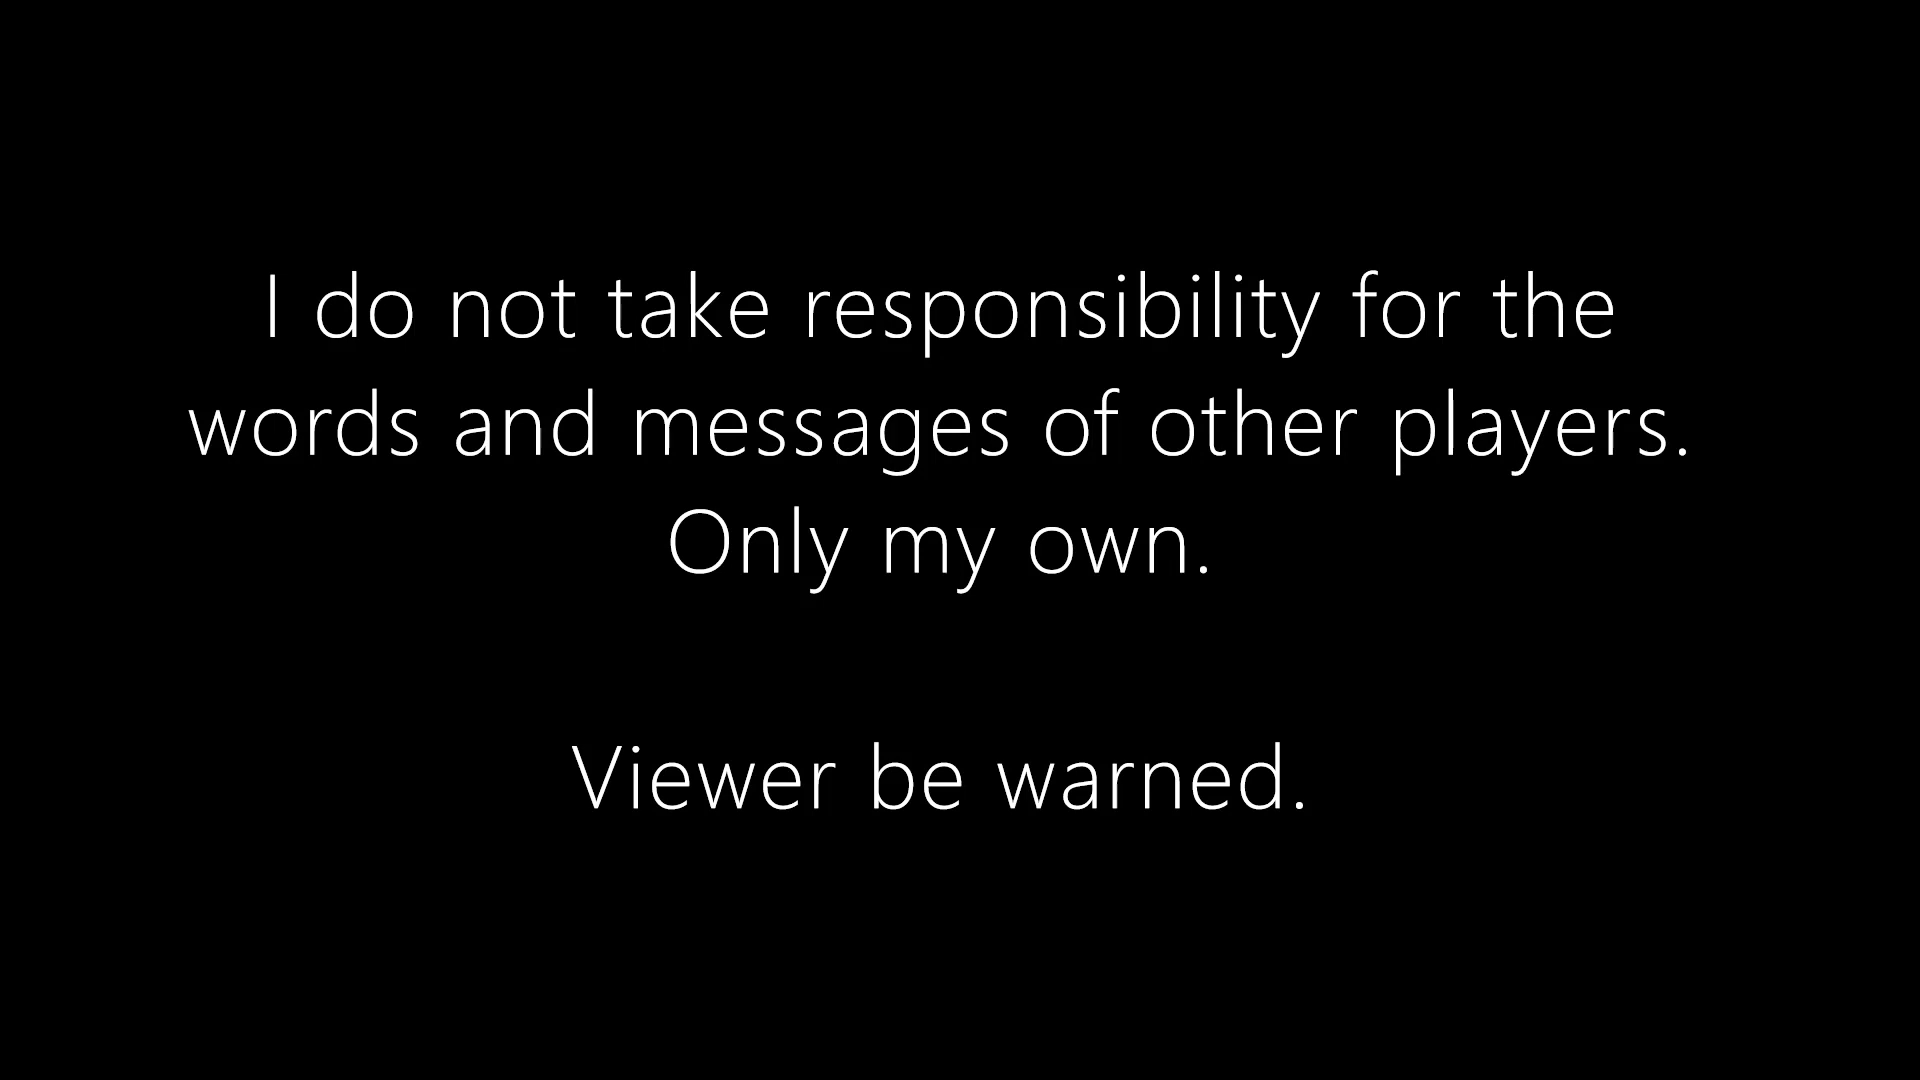 I do not take responsibility for the
words and messages of other players.
Only my own.
Viewer be warned.